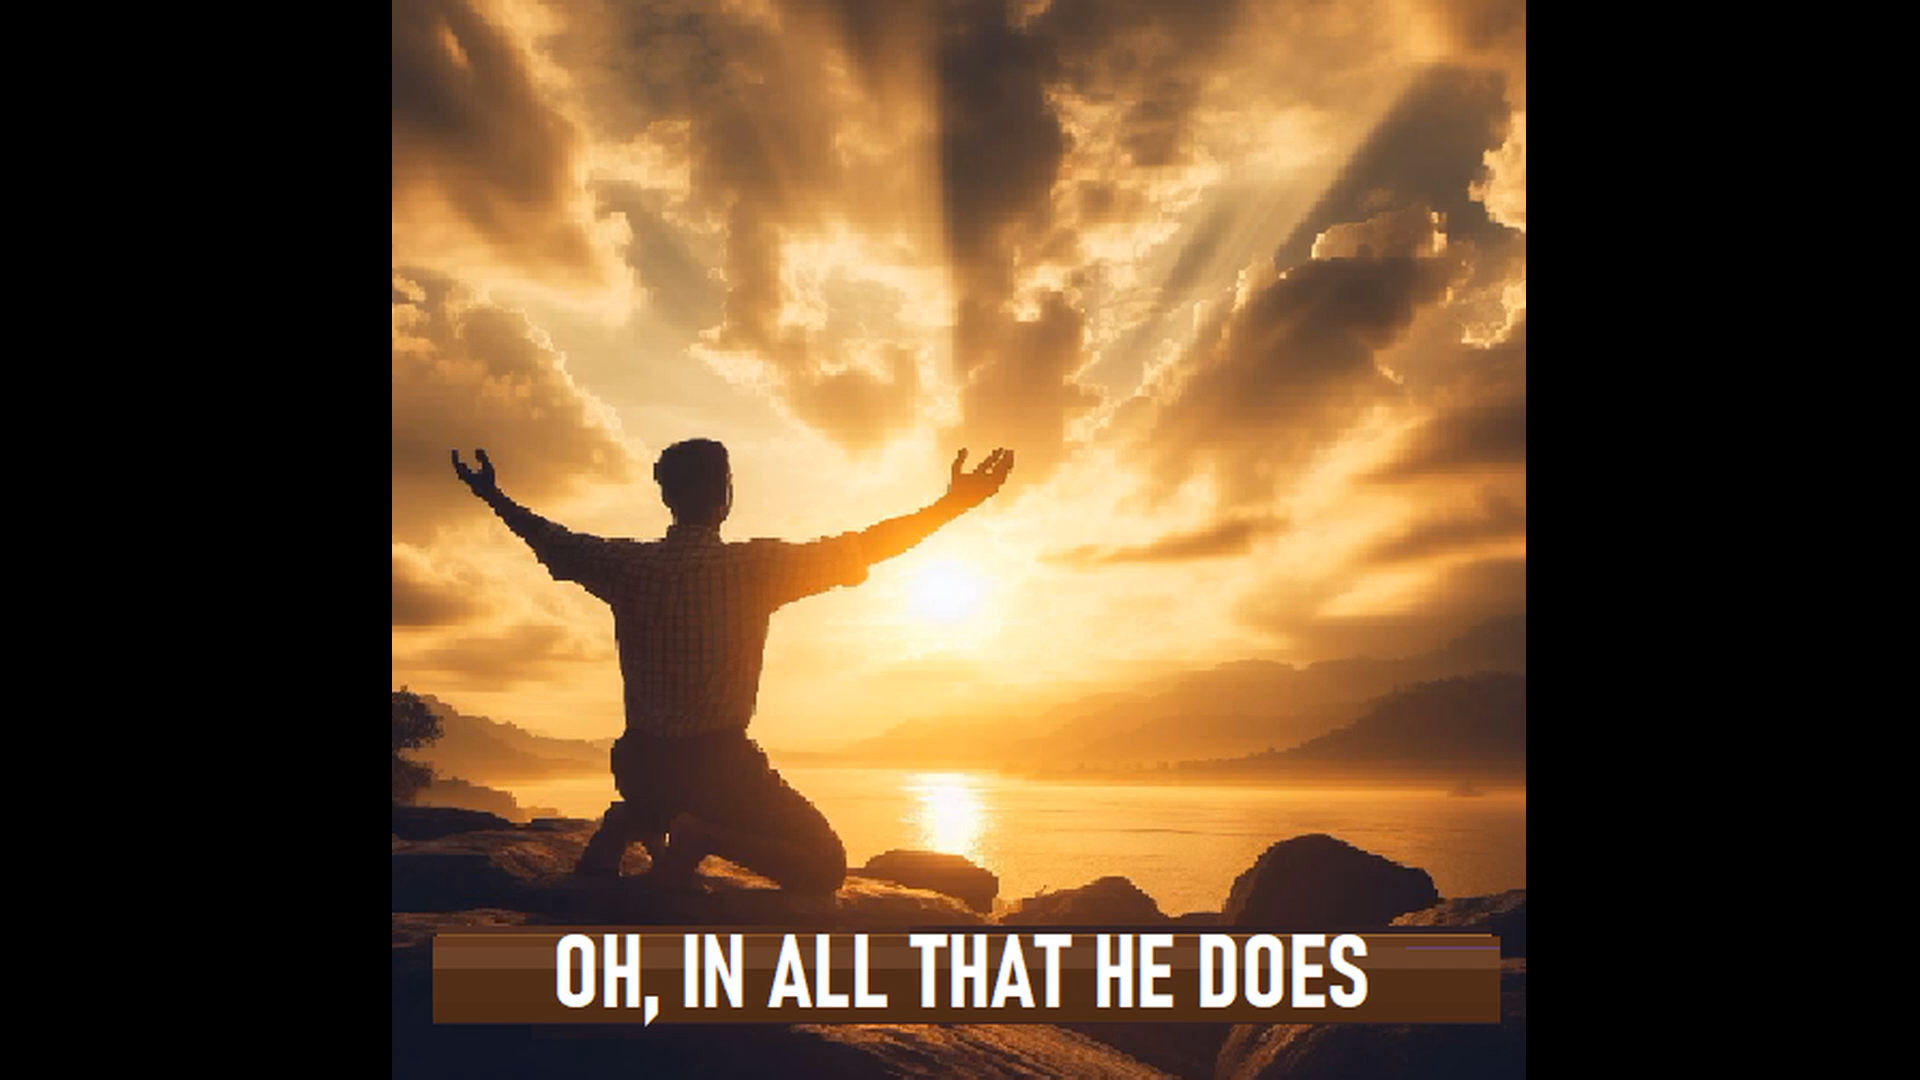 OH, IN ALL THAT HE DOES